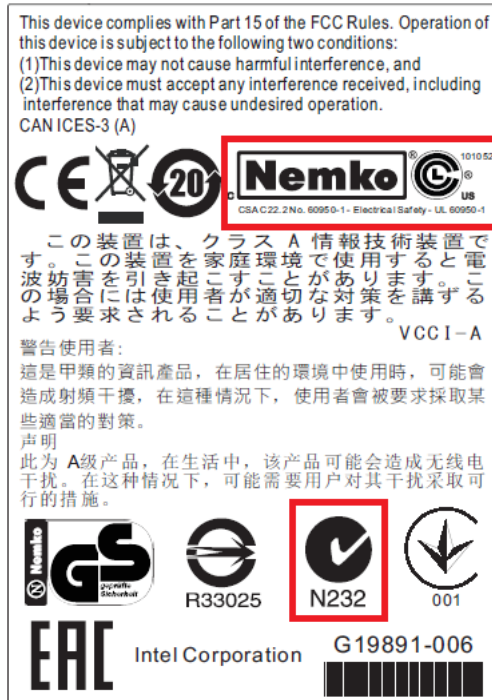 This device complies with Part 15 of the FCC Rules. Operation of
this device is subject to the following two conditions:
(1)This device may not cause harmful interference, and
(2)This device must accept any interference received, including
interference that may cause undesired operation.
CAN ICES-3 (A)
CE 20 C Nemko ® CL ® 101052
US
CSA C22.2 No. 60950-1 - Electrical Safety - UL 60950-1
この装置は、クラス A 情報技術装置で
す。この装置を家庭環境で使用すると電
波妨害を引き起こすことがあります。こ
の場合には使用者が適切な対策を講ずる
よう要求されることがあります。
VCCI-A
警告使用者:
這是甲類的資訊產品，在居住的環境中使用時，可能會
造成射頻干擾，在這種情況下，使用者會被要求採取某
些適當的對策。
声明
此为 A级产品，在生活中，该产品可能会造成无线电
干扰。在这种情况下，可能需要用户对其干扰采取可
行的措施。
Nemko GS geprüfte
Sicherheit
R33025 N232 001
EAC Intel Corporation G19891-006